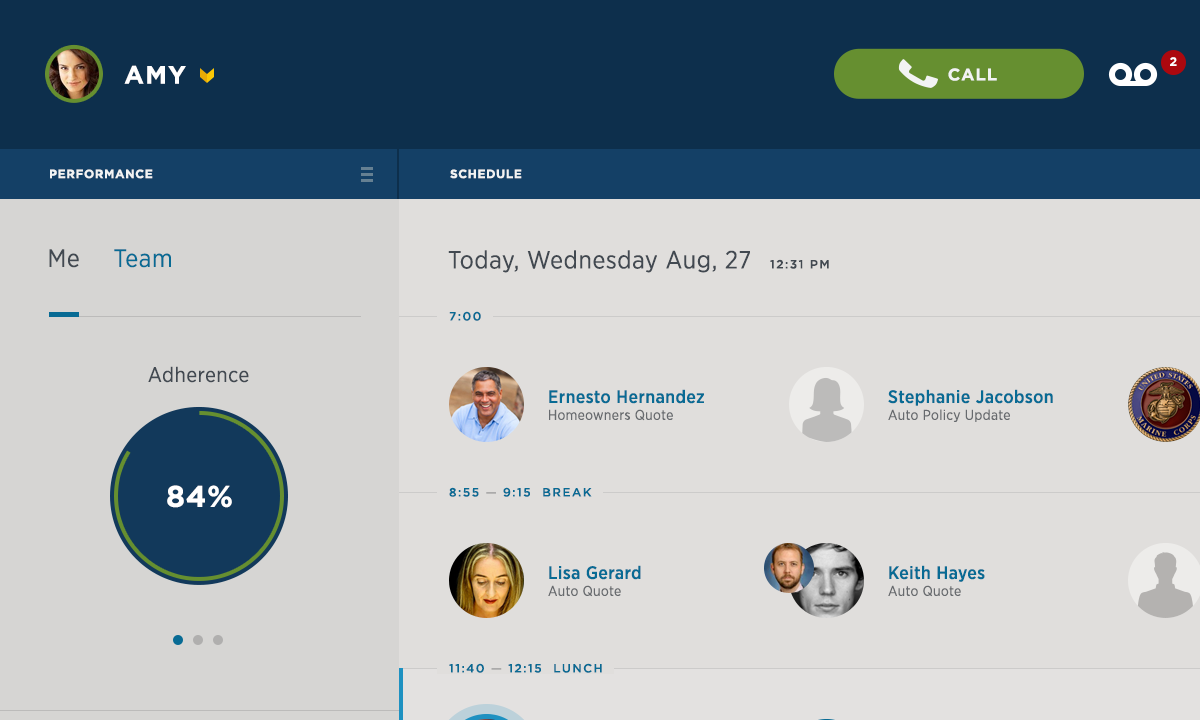 AMY
CALL
2
PERFORMANCE
SCHEDULE
Me Team
Today, Wednesday Aug, 27 12:31 PM
7:00
Adherence
84%
Ernesto Hernandez
Homeowners Quote
Stephanie Jacobson
Auto Policy Update
UNITED STATES
MARINE CORPS
8:55 — 9:15 BREAK
Lisa Gerard
Auto Quote
Keith Hayes
Auto Quote
11:40 — 12:15 LUNCH